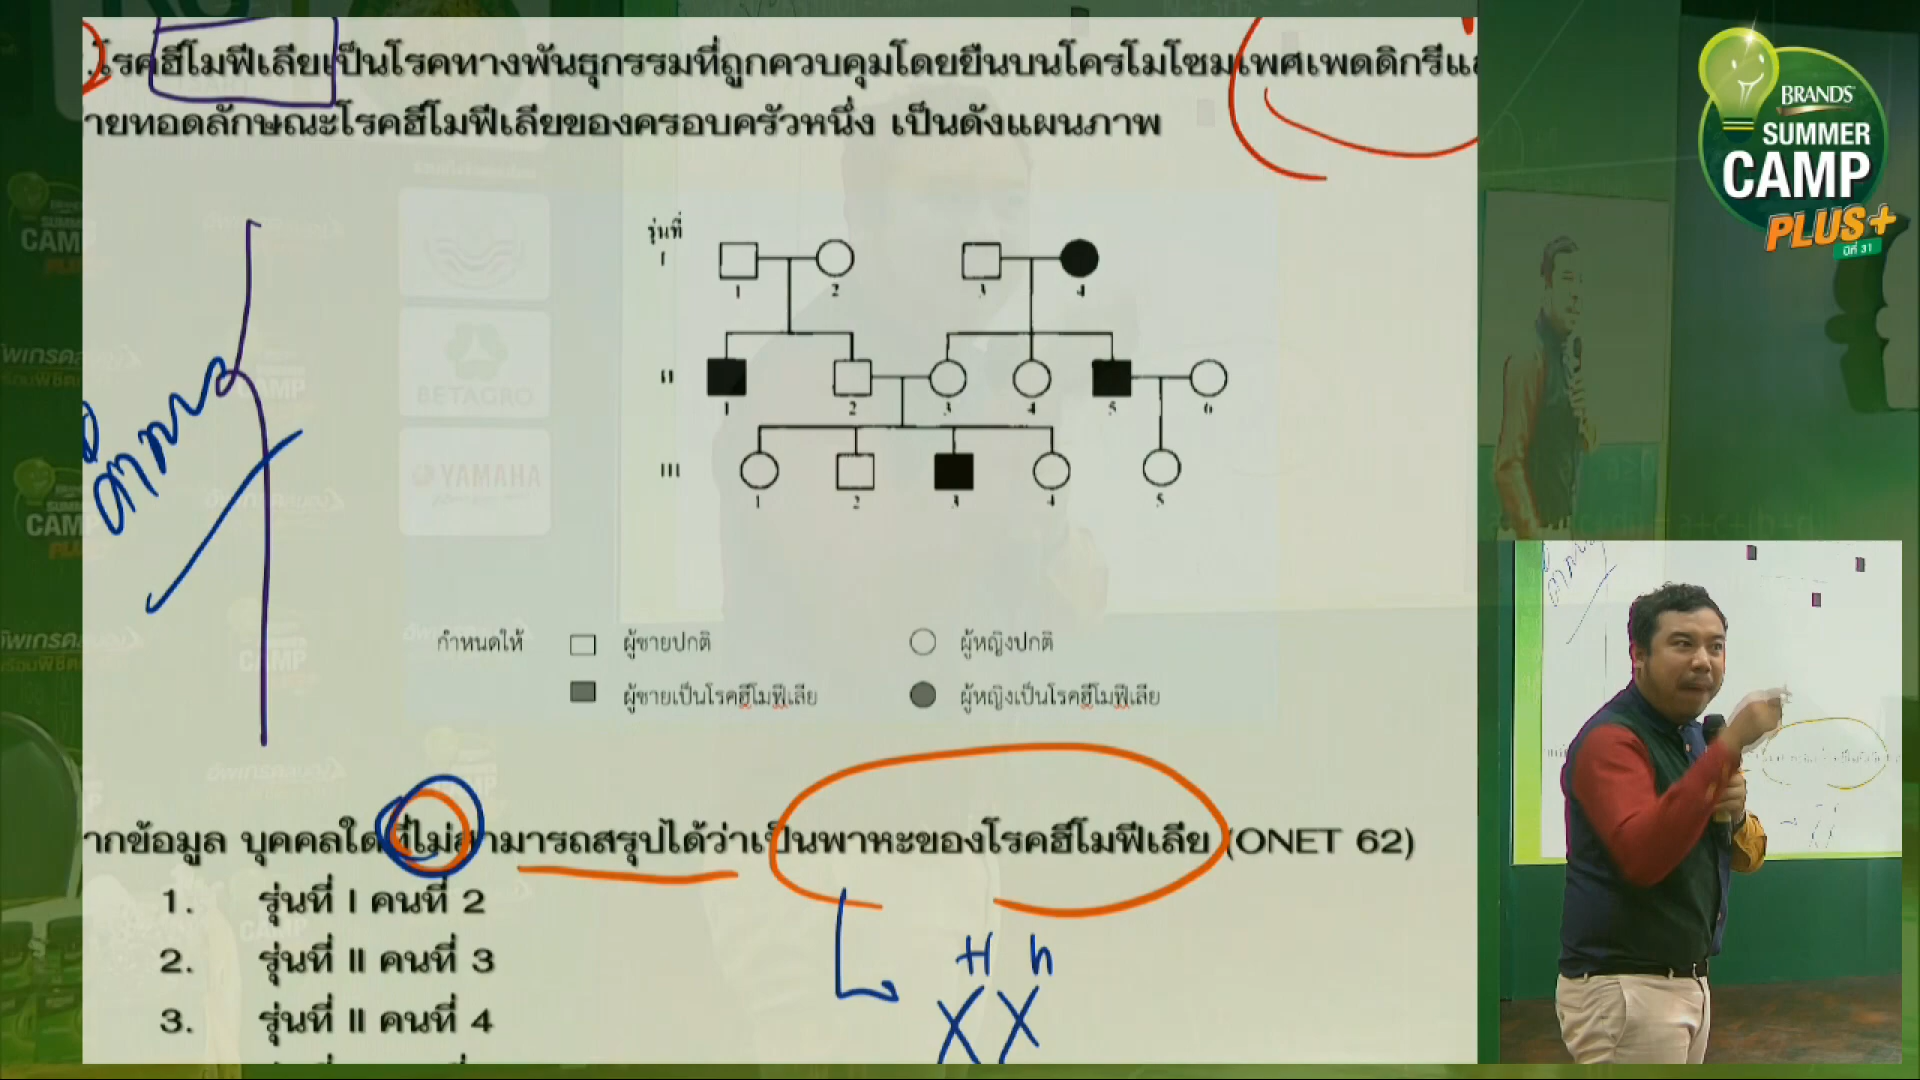 โรคฮีโมฟีเลียเป็นโรคทางพันธุกรรมที่ถูกควบคุมโดยยีนบนโครโมโซมเพศเพดดิกรีแ
ายทอดลักษณะโรคฮีโมฟีเลียของครอบครัวหนึ่ง เป็นดังแผนภาพ
รุ่นที่
I
1 2 3 4
II
1 2 3 4 5 6
III
1 2 3 4 5
กำหนดให้ ผู้ชายปกติ ผู้หญิงปกติ
ผู้ชายเป็นโรคฮีโมฟีเลีย ผู้หญิงเป็นโรคฮีโมฟีเลีย
ากข้อมูล บุคคลใดที่ไม่สามารถสรุปได้ว่าเป็นพาหะของโรคฮีโมฟีเลีย (ONET 62)
1. รุ่นที่ I คนที่ 2
2. รุ่นที่ II คนที่ 3
3. รุ่นที่ II คนที่ 4
H h
X X
BRAND'S
SUMMER
CAMP
PLUS+
ปีที่ 31
BETAGRO
YAMAHA